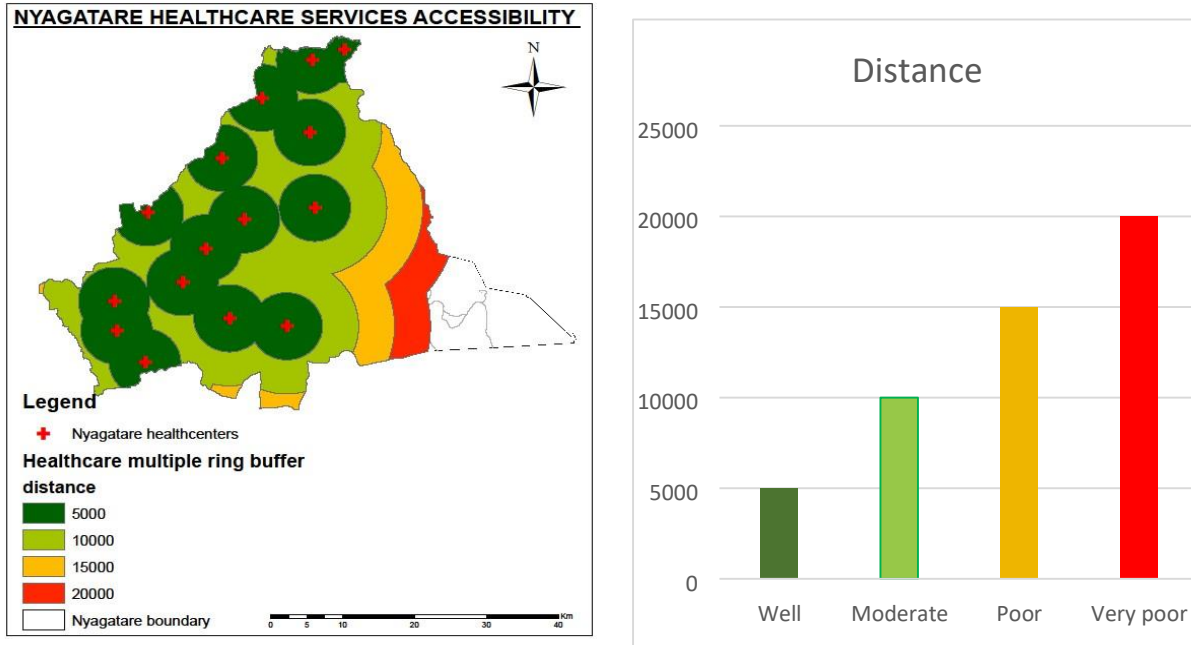 NYAGATARE HEALTHCARE SERVICES ACCESSIBILITY
N
Legend
Nyagatare healthcenters
Healthcare multiple ring buffer
distance
5000
10000
15000
20000
Nyagatare boundary
Km
0 5 10 20 30 40
Distance
25000
20000
15000
10000
5000
0
Well Moderate Poor Very poor